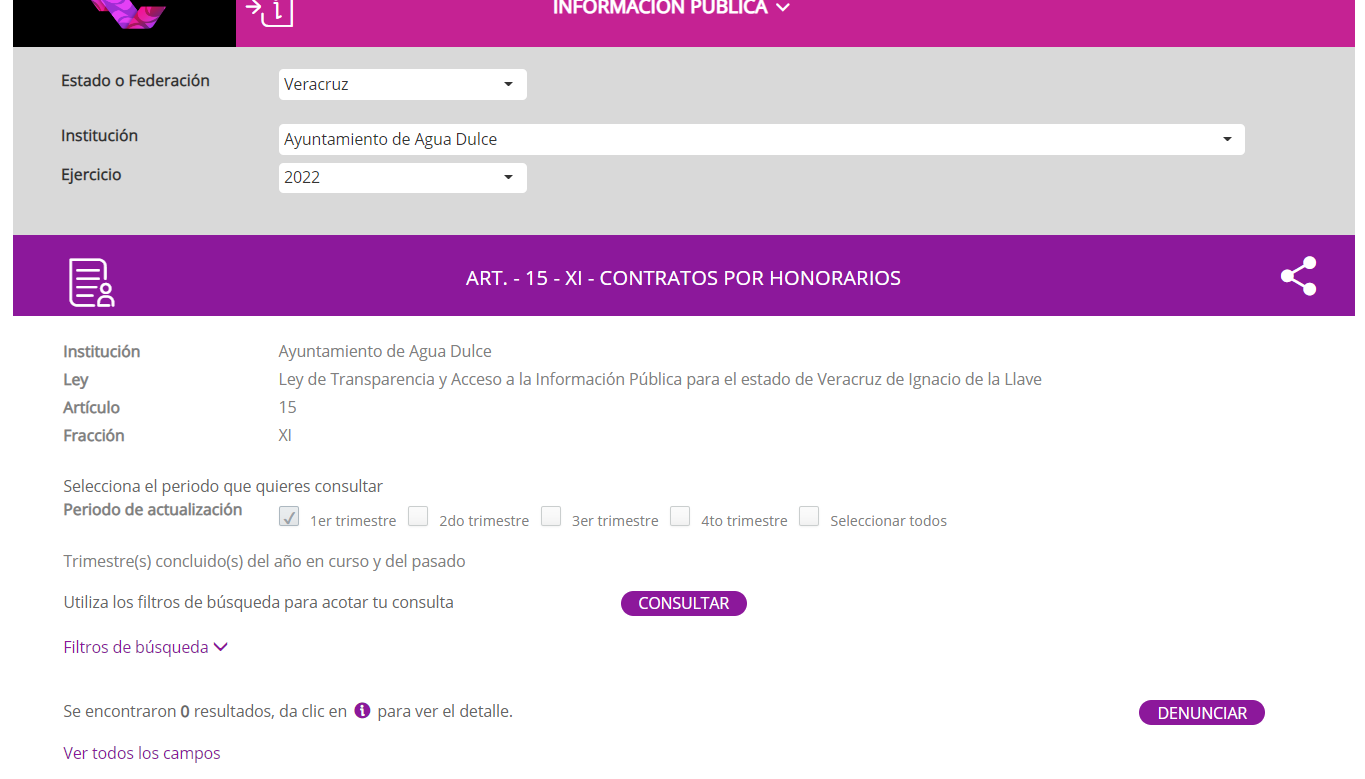 INFORMACIÓN PÚBLICA
Estado o Federación
Veracruz
Institución
Ayuntamiento de Agua Dulce
Ejercicio
2022
ART. - 15 - XI - CONTRATOS POR HONORARIOS
Institución Ayuntamiento de Agua Dulce
Ley Ley de Transparencia y Acceso a la Información Pública para el estado de Veracruz de Ignacio de la Llave
Artículo 15
Fracción XI
Selecciona el periodo que quieres consultar
Periodo de actualización 1er trimestre 2do trimestre 3er trimestre 4to trimestre Seleccionar todos
Trimestre(s) concluido(s) del año en curso y del pasado
Utiliza los filtros de búsqueda para acotar tu consulta CONSULTAR
Filtros de búsqueda
Se encontraron 0 resultados, da clic en i para ver el detalle. DENUNCIAR
Ver todos los campos